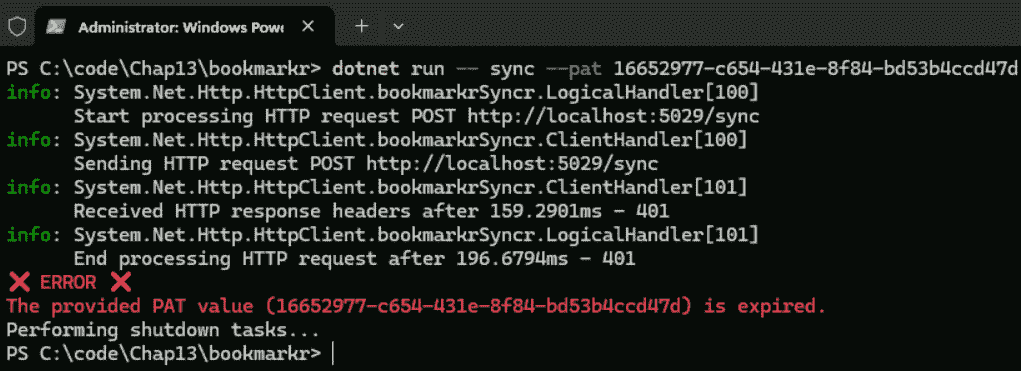 Administrator: Windows Powe
PS C:\code\Chap13\bookmarkr> dotnet run -- sync --pat 16652977-c654-431e-8f84-bd53b4ccd47d
info: System.Net.Http.HttpClient.bookmarkrSyncr.LogicalHandler[100]
Start processing HTTP request POST http://localhost:5029/sync
info: System.Net.Http.HttpClient.bookmarkrSyncr.ClientHandler[100]
Sending HTTP request POST http://localhost:5029/sync
info: System.Net.Http.HttpClient.bookmarkrSyncr.ClientHandler[101]
Received HTTP response headers after 159.2901ms - 401
info: System.Net.Http.HttpClient.bookmarkrSyncr.LogicalHandler[101]
End processing HTTP request after 196.6794ms - 401
❌ ERROR ❌
The provided PAT value (16652977-c654-431e-8f84-bd53b4ccd47d) is expired.
Performing shutdown tasks...
PS C:\code\Chap13\bookmarkr>